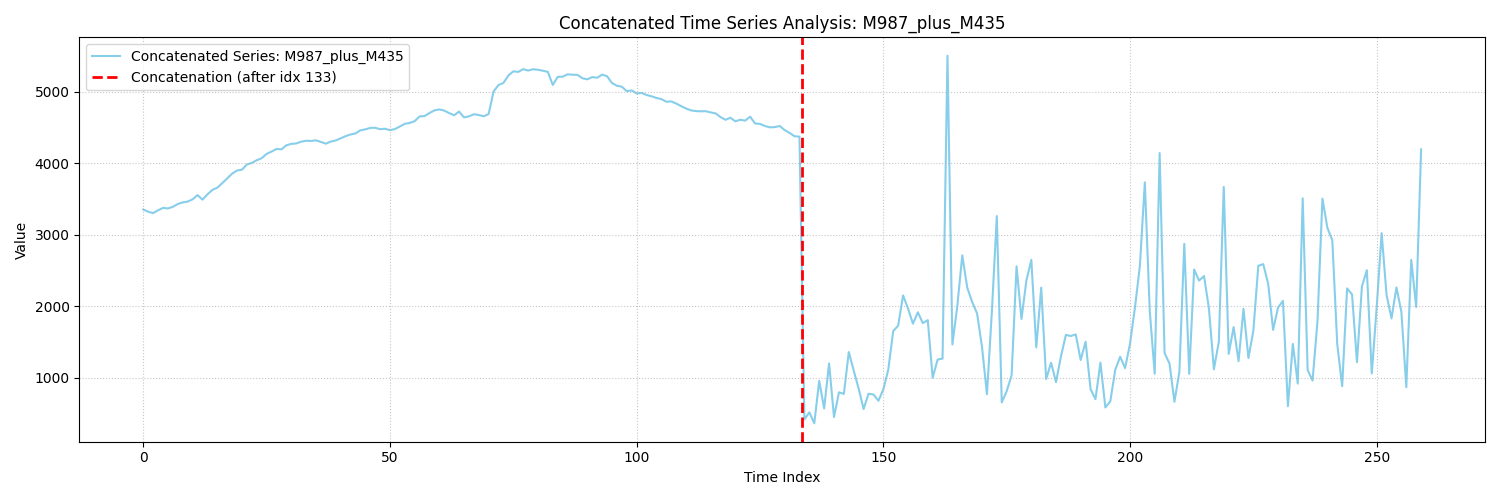 Concatenated Time Series Analysis: M987_plus_M435
Concatenated Series: M987_plus_M435
Concatenation (after idx 133)
Value
5000
4000
3000
2000
1000
0 50 100 150 200 250
Time Index